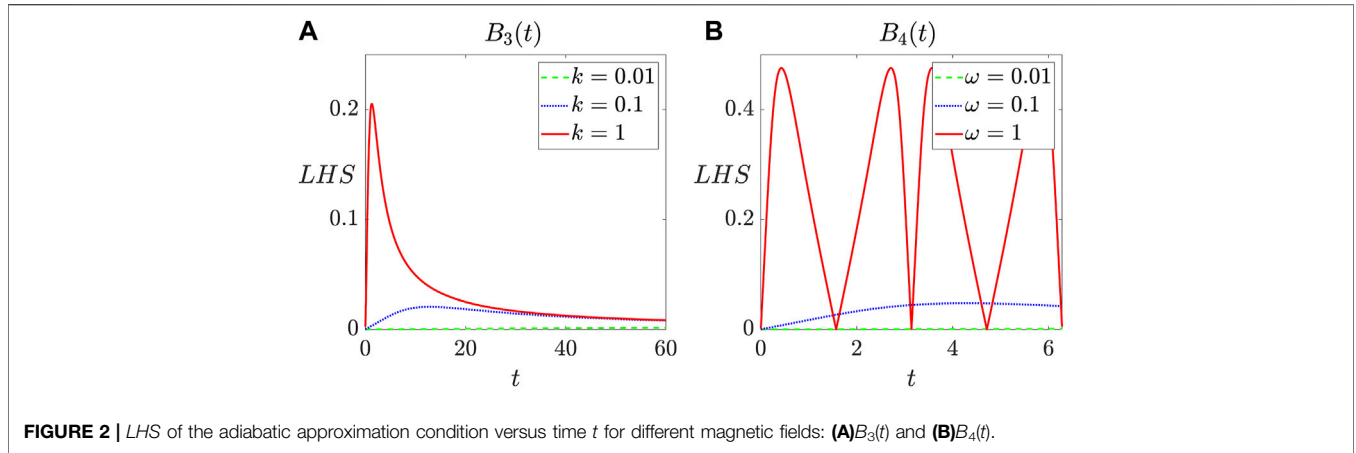 A
B₃(t)
k = 0.01
k = 0.1
k = 1
0.2
LHS
0.1
0
0
20
40
60
t
B
B₄(t)
ω = 0.01
ω = 0.1
ω = 1
0.4
LHS
0.2
0
0
2
4
6
t
FIGURE 2 | LHS of the adiabatic approximation condition versus time t for different magnetic fields: (A)B₃(t) and (B)B₄(t).